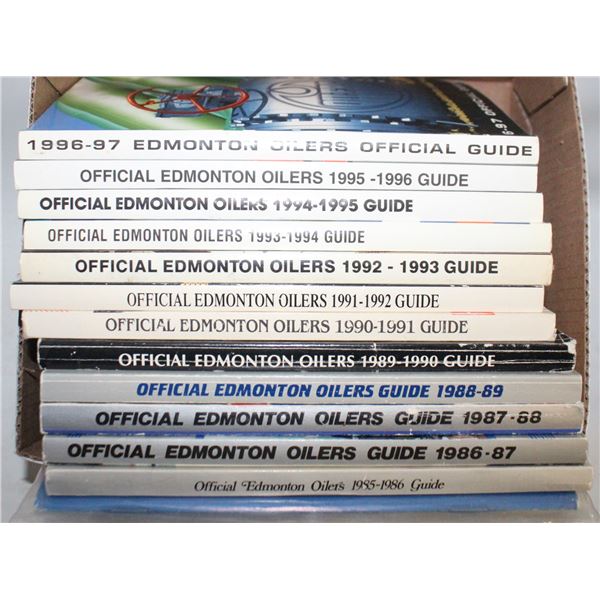 1996-97 EDMONTON OILERS OFFICIAL GUIDE
OFFICIAL EDMONTON OILERS 1995 -1996 GUIDE
OFFICIAL EDMONTON OILERS 1994-1995 GUIDE
OFFICIAL EDMONTON OILERS 1993-1994 GUIDE
OFFICIAL EDMONTON OILERS 1992 - 1993 GUIDE
OFFICIAL EDMONTON OILERS 1991-1992 GUIDE
OFFICIAL EDMONTON OILERS 1990-1991 GUIDE
OFFICIAL EDMONTON OILERS 1989-1990 GUIDE
OFFICIAL EDMONTON OILERS GUIDE 1988-89
OFFICIAL EDMONTON OILERS GUIDE 1987-88
OFFICIAL EDMONTON OILERS GUIDE 1986-87
Official Edmonton Oilers 1985-1986 Guide